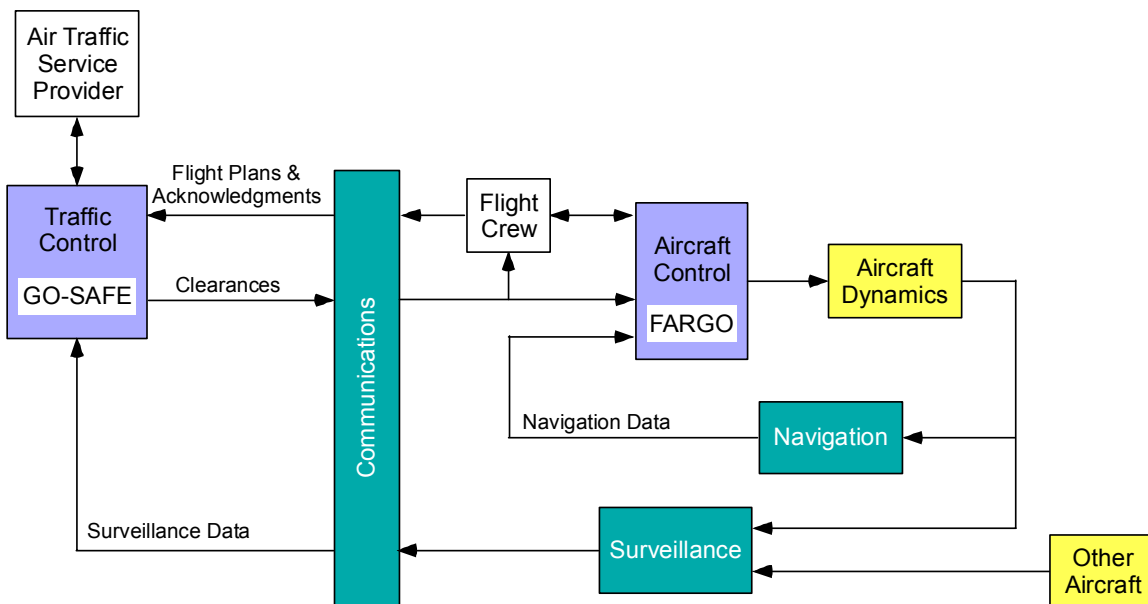 Air Traffic
Service
Provider
Flight Plans &
Acknowledgments
Traffic
Control
GO-SAFE
Clearances
Communications
Flight
Crew
Aircraft
Control
FARGO
Aircraft
Dynamics
Navigation Data
Navigation
Surveillance Data
Surveillance
Other
Aircraft